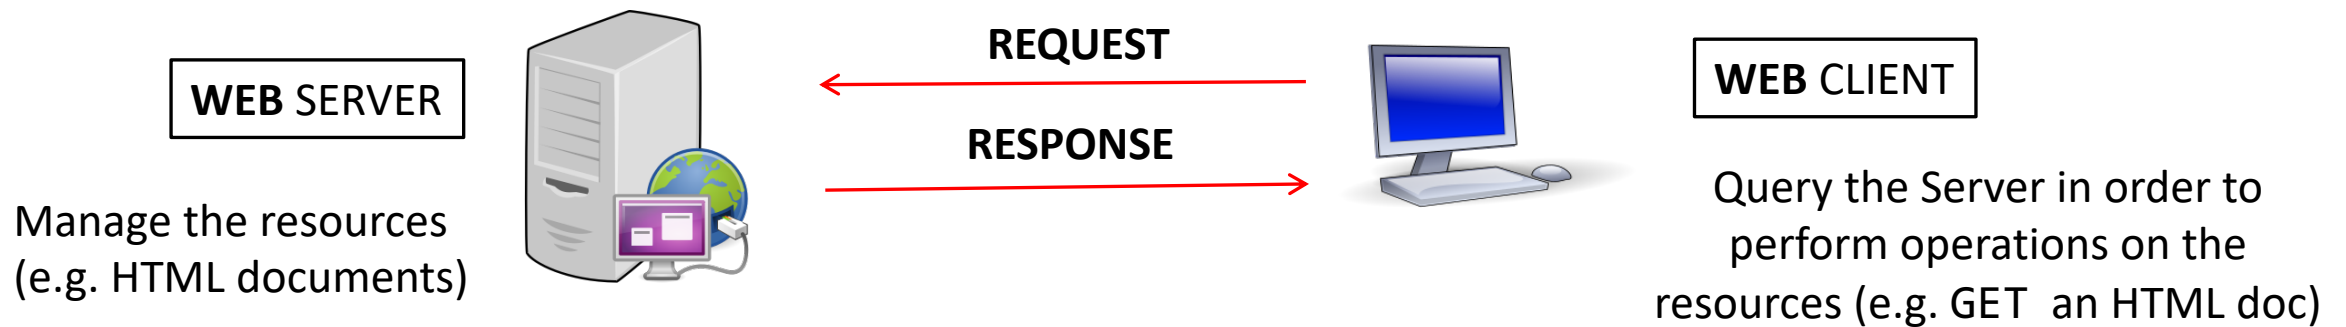 WEB SERVER
Manage the resources
(e.g. HTML documents)
REQUEST
RESPONSE
WEB CLIENT
Query the Server in order to
perform operations on the
resources (e.g. GET an HTML doc)